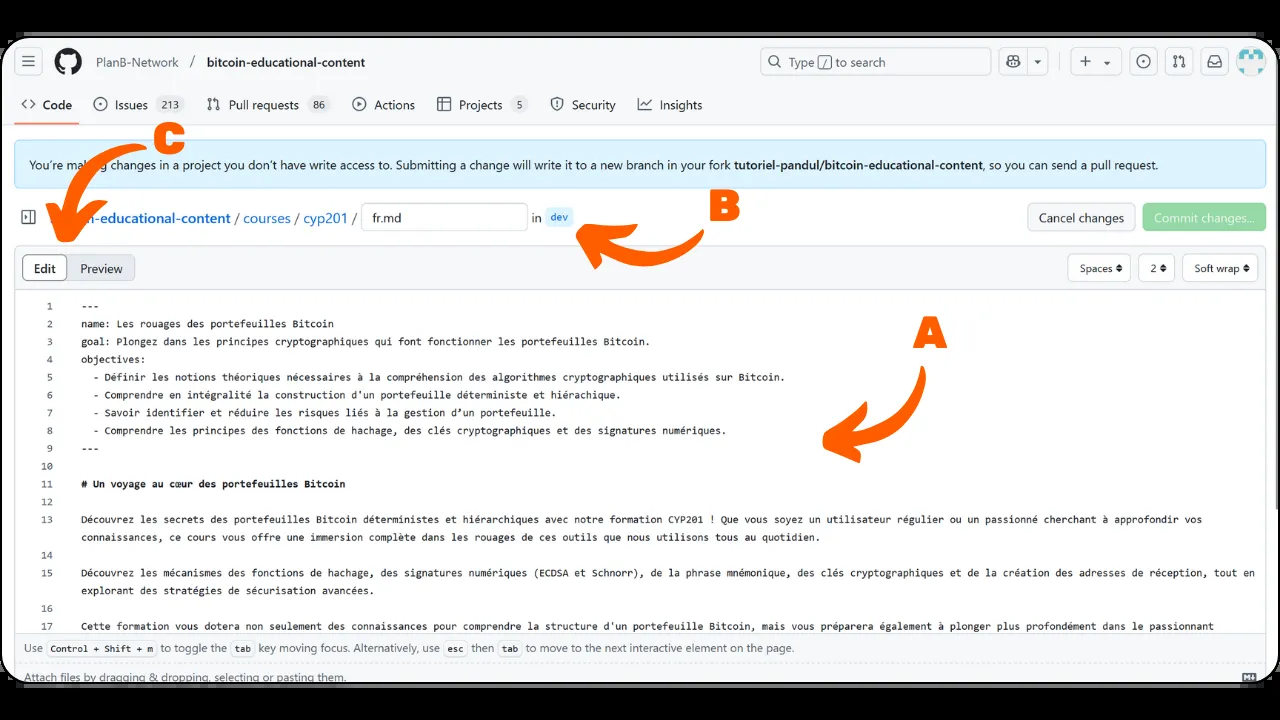 PlanB-Network / bitcoin-educational-content
Type / to search
Code
Issues 213
Pull requests 86
Actions
Projects 5
Security
Insights
C
You're making changes in a project you don't have write access to. Submitting a change will write it to a new branch in your fork tutoriel-pandul/bitcoin-educational-content, so you can send a pull request.
B
-educational-content / courses / cyp201 / fr.md in dev
Cancel changes
Commit changes...
Edit
Preview
Spaces
2
Soft wrap
A
1 ---
2 name: Les rouages des portefeuilles Bitcoin
3 goal: Plongez dans les principes cryptographiques qui font fonctionner les portefeuilles Bitcoin.
4 objectives:
5 - Définir les notions théoriques nécessaires à la compréhension des algorithmes cryptographiques utilisés sur Bitcoin.
6 - Comprendre en intégralité la construction d'un portefeuille déterministe et hiérachique.
7 - Savoir identifier et réduire les risques liés à la gestion d’un portefeuille.
8 - Comprendre les principes des fonctions de hachage, des clés cryptographiques et des signatures numériques.
9 ---
10
11 # Un voyage au cœur des portefeuilles Bitcoin
12
13 Découvrez les secrets des portefeuilles Bitcoin déterministes et hiérarchiques avec notre formation CYP201 ! Que vous soyez un utilisateur régulier ou un passionné cherchant à approfondir vos
connaissances, ce cours vous offre une immersion complète dans les rouages de ces outils que nous utilisons tous au quotidien.
14
15 Découvrez les mécanismes des fonctions de hachage, des signatures numériques (ECDSA et Schnorr), de la phrase mnémonique, des clés cryptographiques et de la création des adresses de réception, tout en
explorant des stratégies de sécurisation avancées.
16
17 Cette formation vous dotera non seulement des connaissances pour comprendre la structure d'un portefeuille Bitcoin, mais vous préparera également à plonger plus profondément dans le passionnant
Use Control + Shift + m to toggle the tab key moving focus. Alternatively, use esc then tab to move to the next interactive element on the page.
Attach files by dragging & dropping, selecting or pasting them.